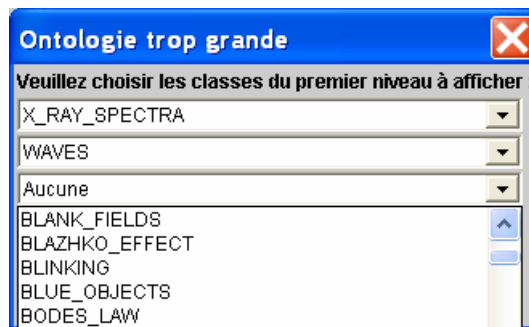 Ontologie trop grande
Veuillez choisir les classes du premier niveau à afficher :
X_RAY_SPECTRA
WAVES
Aucune
BLANK_FIELDS
BLAZHKO_EFFECT
BLINKING
BLUE_OBJECTS
BODES_LAW